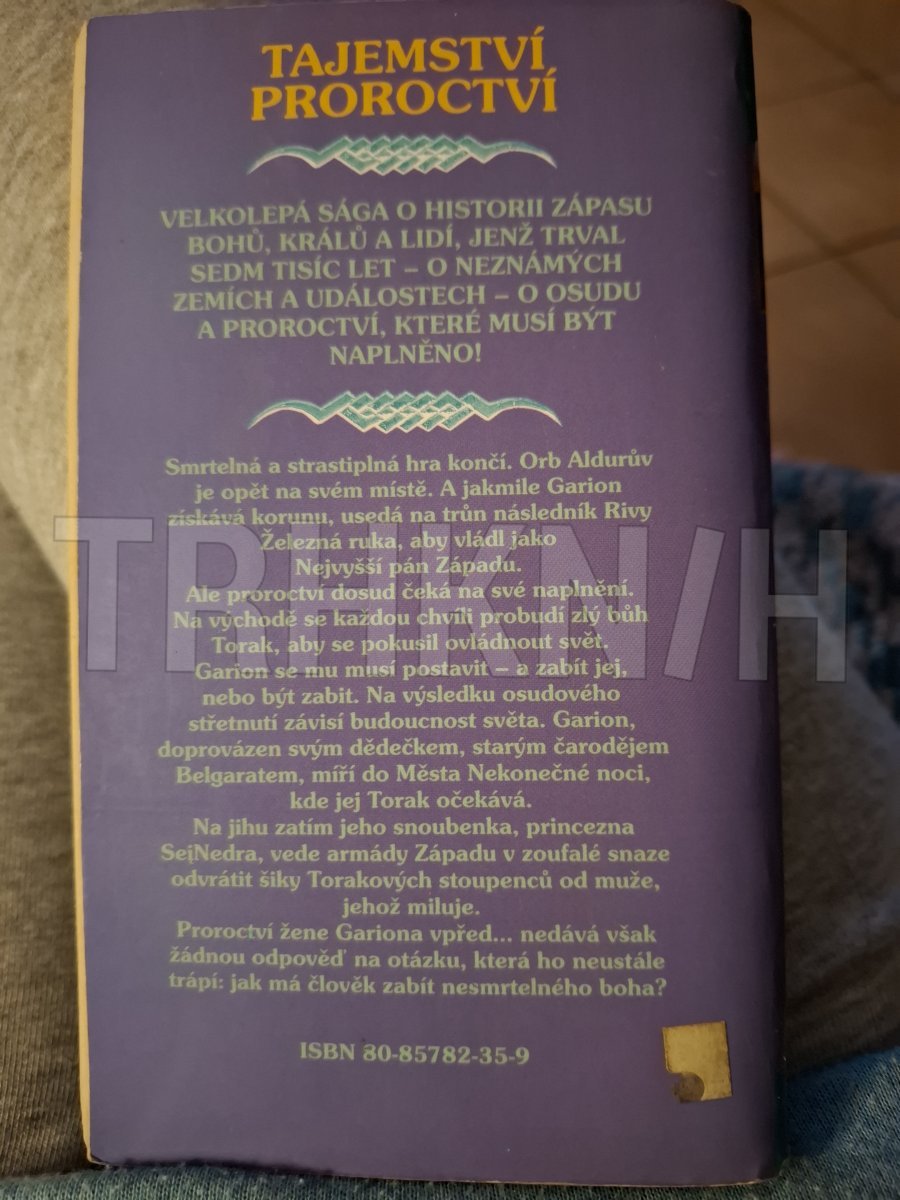 TAJEMSTVÍ
PROROCTVÍ
VELKOLEPÁ SÁGA O HISTORII ZÁPASU
BOHŮ, KRÁLŮ A LIDÍ, JENŽ TRVAL
SEDM TISÍC LET – O NEZNÁMÝCH
ZEMÍCH A UDÁLOSTECH – O OSUDU
A PROROCTVÍ, KTERÉ MUSÍ BÝT
NAPLNĚNO!
Smrtelná a strastiplná hra končí. Orb Aldurův
je opět na svém místě. A jakmile Garion
získává korunu, usedá na trůn následník Rivy
Železná ruka, aby vládl jako
Nejvyšší pán Západu.
Ale proroctví dosud čeká na své naplnění.
Na východě se každou chvíli probudí zlý bůh
Torak, aby se pokusil ovládnout svět.
Garion se mu musí postavit – a zabít jej,
nebo být zabit. Na výsledku osudového
střetnutí závisí budoucnost světa. Garion,
doprovázen svým dědečkem, starým čarodějem
Belgaratem, míří do Města Nekonečné noci,
kde jej Torak očekává.
Na jihu zatím jeho snoubenka, princezna
Se|Nedra, vede armády Západu v zoufalé snaze
odvrátit šiky Torakových stoupenců od muže,
jehož miluje.
Proroctví žene Gariona vpřed... nedává však
žádnou odpověď na otázku, která ho neustále
trápí: jak má člověk zabít nesmrtelného boha?
ISBN 80-85782-35-9
TRHKN/H